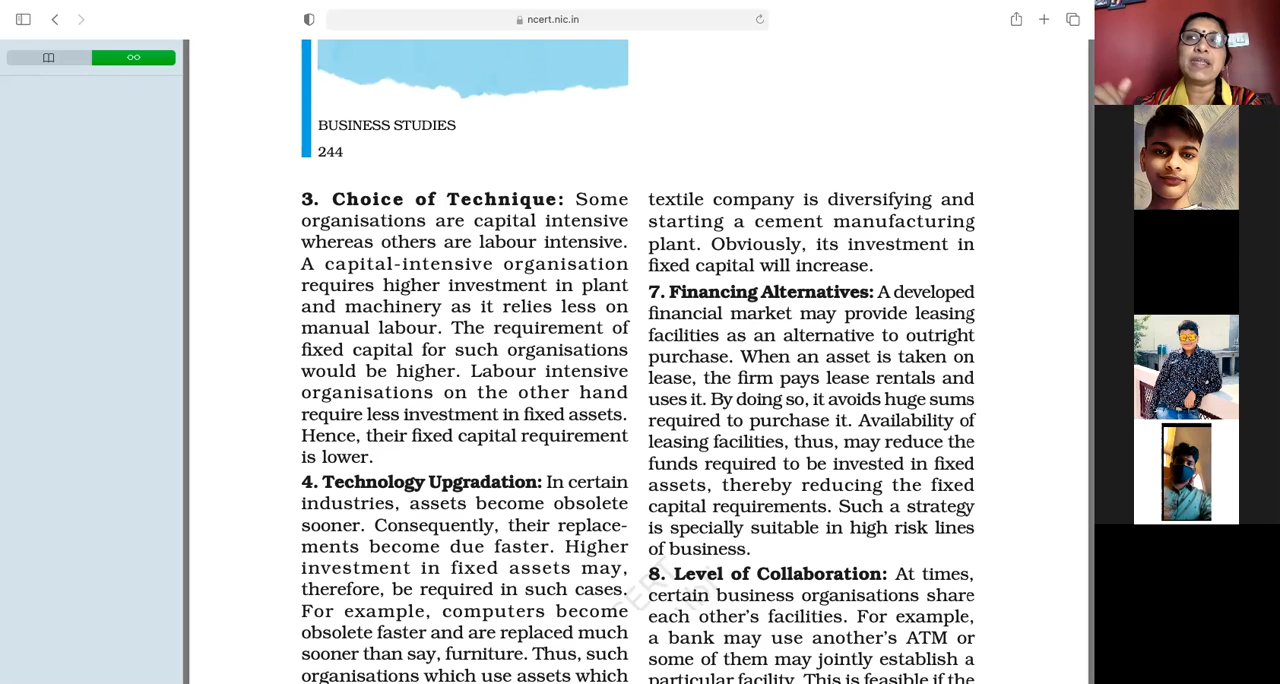 ncert.nic.in
BUSINESS STUDIES
244
3. Choice of Technique: Some
organisations are capital intensive
whereas others are labour intensive.
A capital-intensive organisation
requires higher investment in plant
and machinery as it relies less on
manual labour. The requirement of
fixed capital for such organisations
would be higher. Labour intensive
organisations on the other hand
require less investment in fixed assets.
Hence, their fixed capital requirement
is lower.
4. Technology Upgradation: In certain
industries, assets become obsolete
sooner. Consequently, their replace-
ments become due faster. Higher
investment in fixed assets may,
therefore, be required in such cases.
For example, computers become
obsolete faster and are replaced much
sooner than say, furniture. Thus, such
organisations which use assets which
textile company is diversifying and
starting a cement manufacturing
plant. Obviously, its investment in
fixed capital will increase.
7. Financing Alternatives: A developed
financial market may provide leasing
facilities as an alternative to outright
purchase. When an asset is taken on
lease, the firm pays lease rentals and
uses it. By doing so, it avoids huge sums
required to purchase it. Availability of
leasing facilities, thus, may reduce the
funds required to be invested in fixed
assets, thereby reducing the fixed
capital requirements. Such a strategy
is specially suitable in high risk lines
of business.
8. Level of Collaboration: At times,
certain business organisations share
each other's facilities. For example,
a bank may use another's ATM or
some of them may jointly establish a
particular facility. This is feasible if the